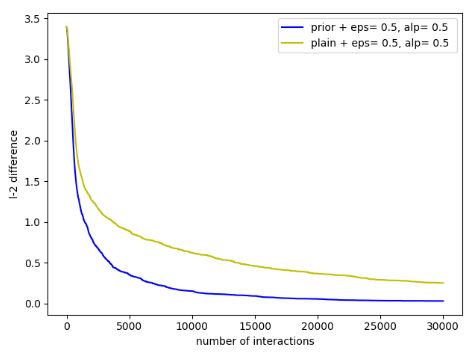 3.5
3.0
2.5
2.0
1.5
1.0
0.5
0.0
l-2 difference
prior + eps= 0.5, alp= 0.5
plain + eps= 0.5, alp= 0.5
0 5000 10000 15000 20000 25000 30000
number of interactions